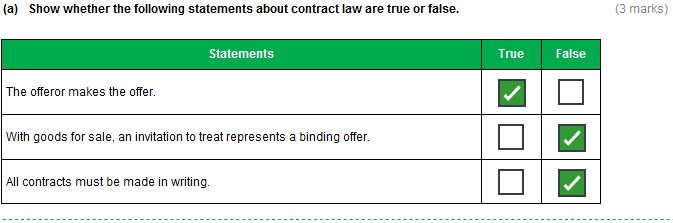 (a) Show whether the following statements about contract law are true or false. (3 marks)
Statements True False
The offeror makes the offer.
With goods for sale, an invitation to treat represents a binding offer.
All contracts must be made in writing.